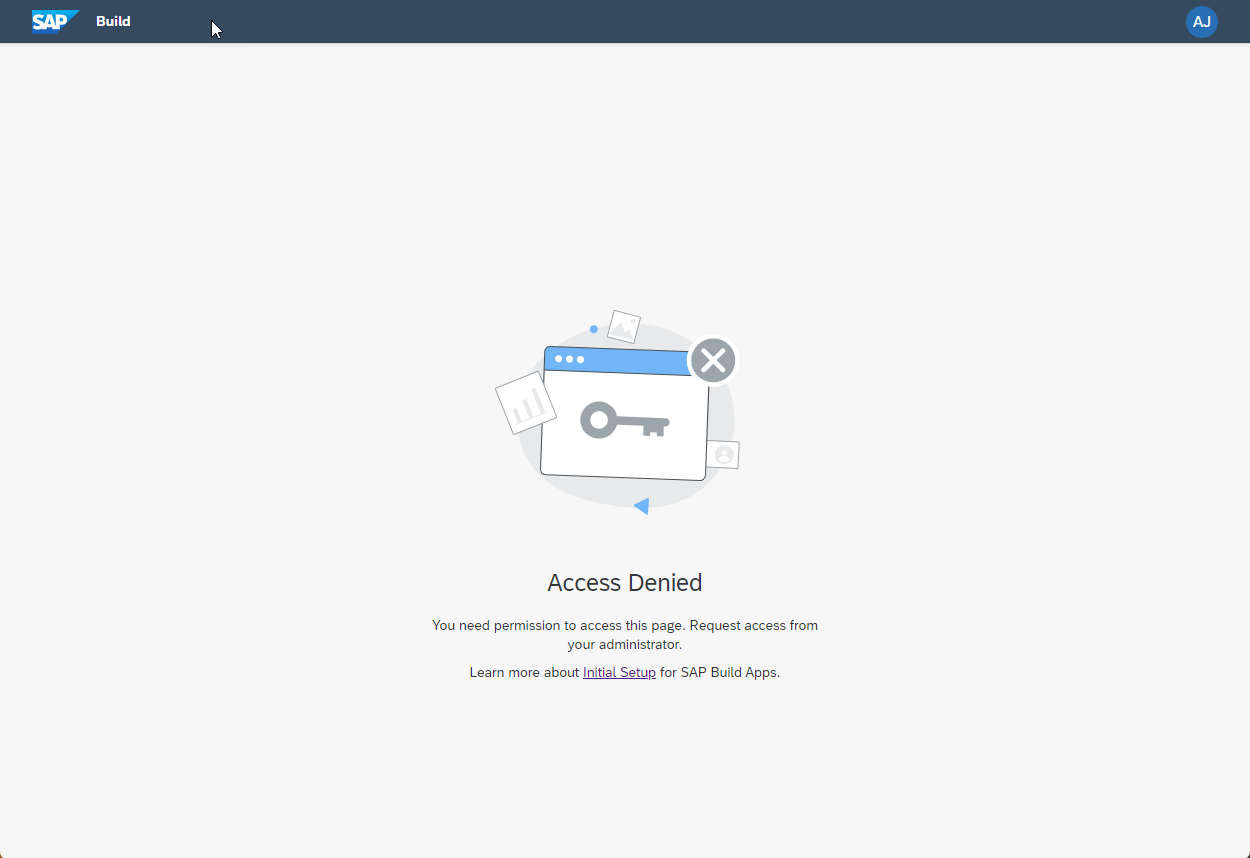 SAP Build
AJ
Access Denied
You need permission to access this page. Request access from
your administrator.
Learn more about Initial Setup for SAP Build Apps.